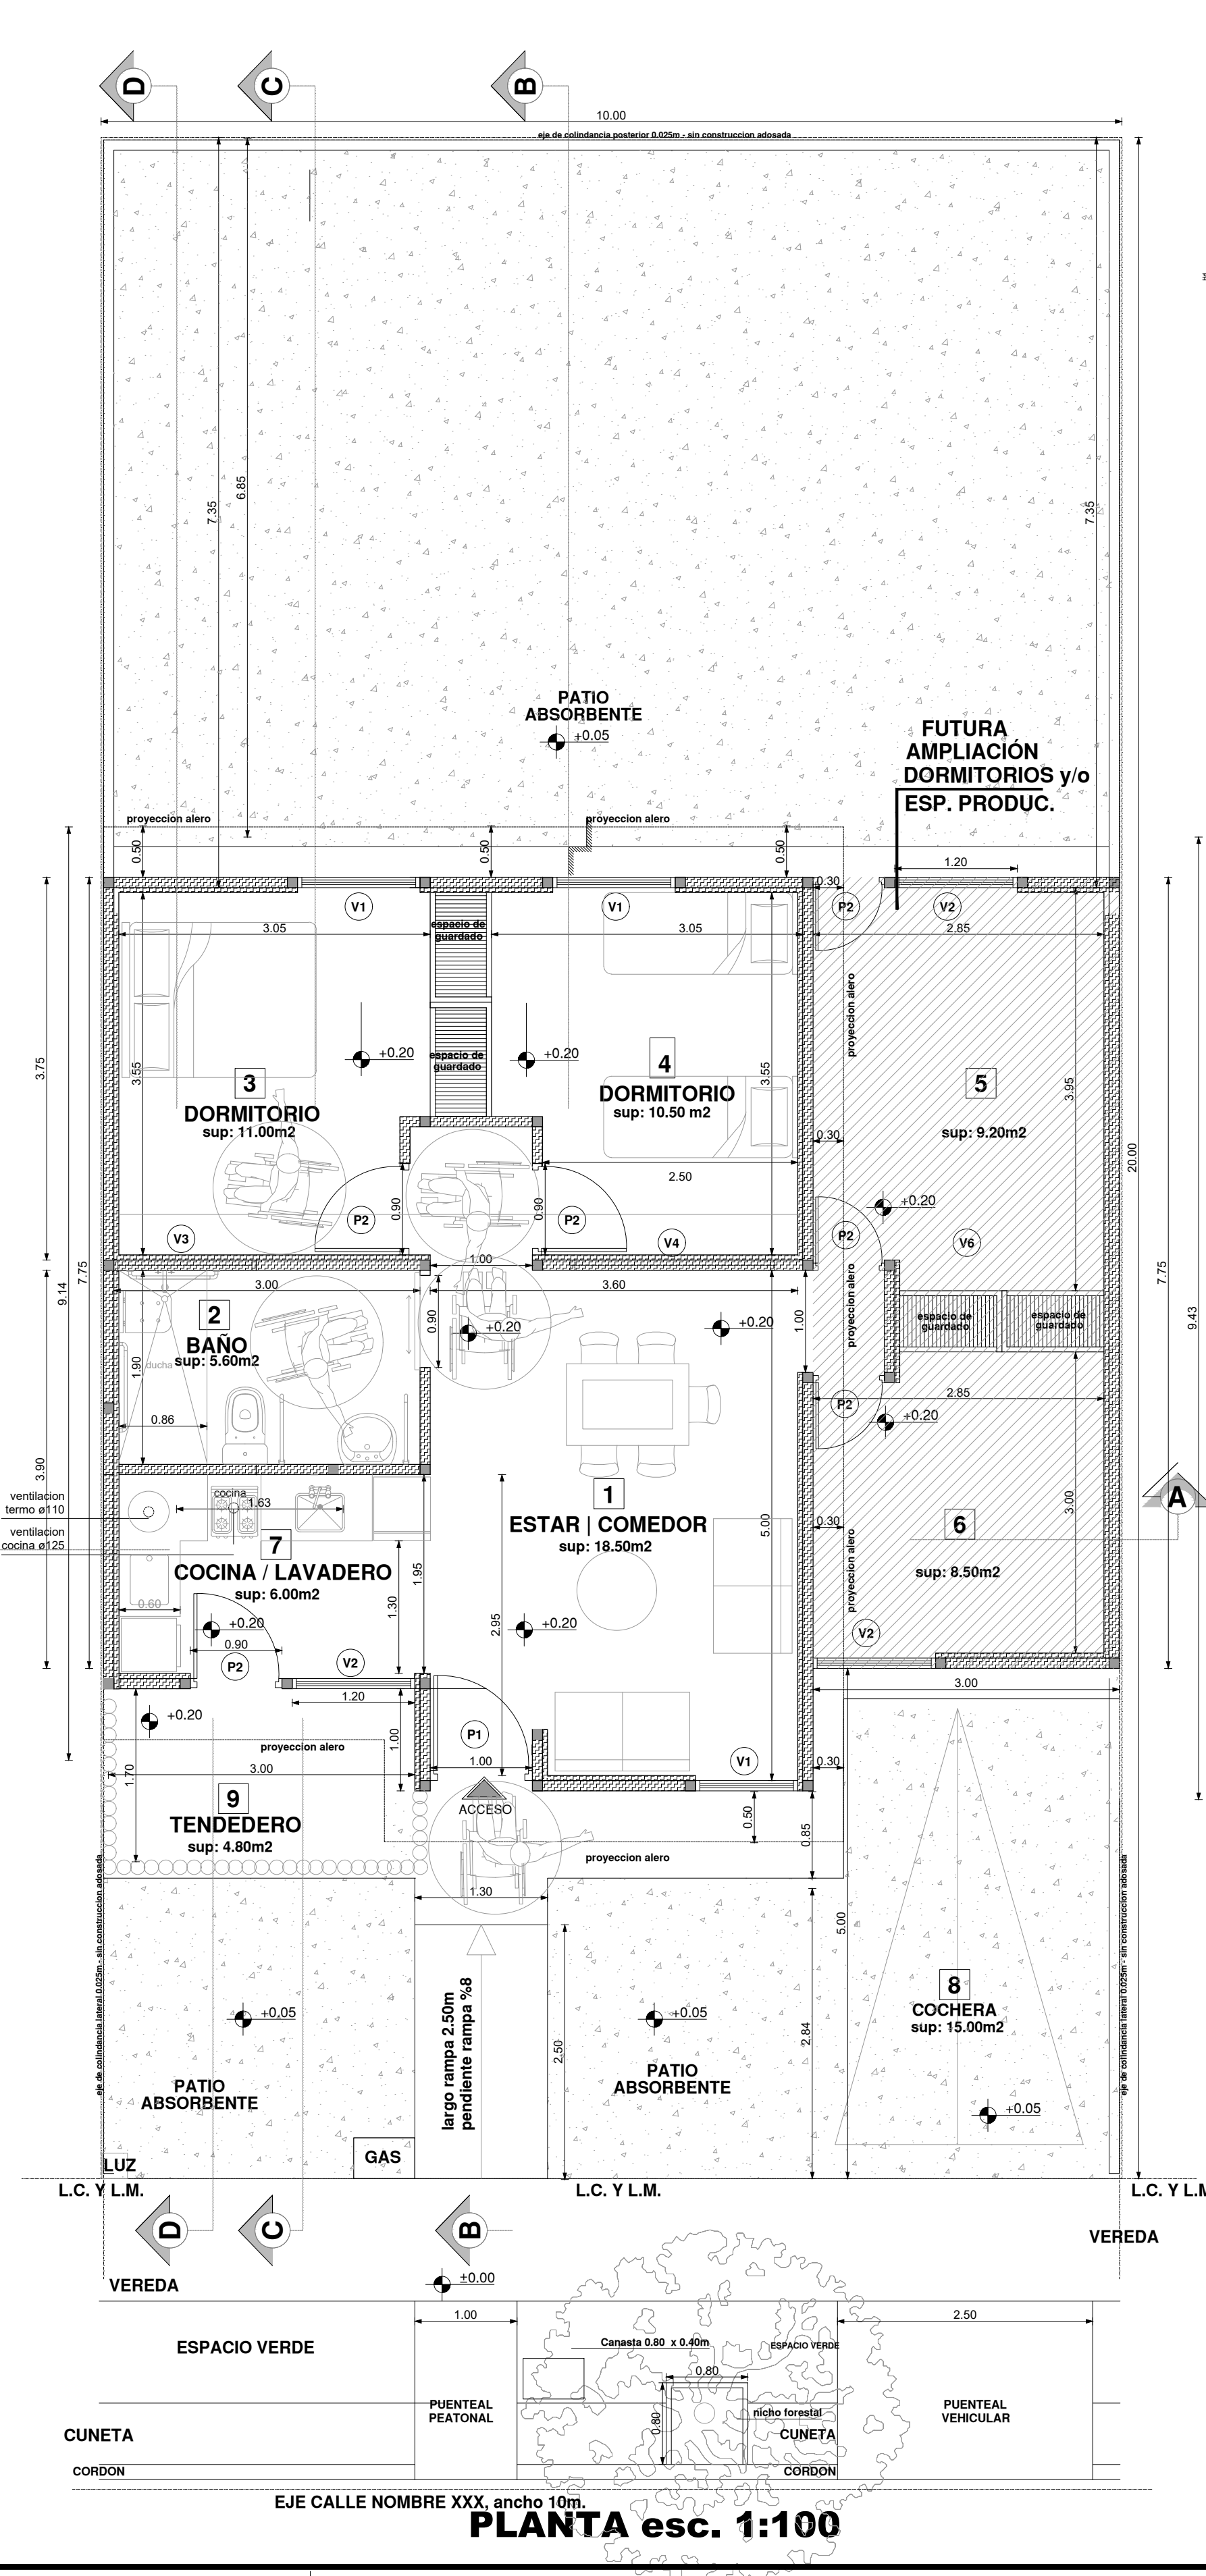 D
C
B
10.00
eje de colindancia posterior 0.025m - sin construccion adosada
7.35
6.85
7.35
PATIO
ABSORBENTE
+0.05
FUTURA
AMPLIACIÓN
DORMITORIOS y/o
ESP. PRODUC.
proyeccion alero
proyeccion alero
0.50
0.50
0.50
1.20
0.30
V1
V1
P2
V2
3.05
espacio de
guardado
3.05
2.85
proyeccion alero
3.75
3.55
+0.20
espacio de
guardado
+0.20
3.55
3.95
3
DORMITORIO
sup: 11.00m2
4
DORMITORIO
sup: 10.50 m2
5
sup: 9.20m2
0.30
20.00
2.50
0.90
0.90
P2
P2
+0.20
P2
V3
V4
V6
1.00
7.75
9.14
7.75
9.43
3.00
3.60
2
BAÑO
sup: 5.60m2
0.90
+0.20
+0.20
1.00
proyeccion alero
espacio de
guardado
espacio de
guardado
1.90
ducha
0.86
P2
2.85
+0.20
3.90
ventilacion
termo ø110
ventilacion
cocina ø125
cocina
1.63
1
ESTAR | COMEDOR
sup: 18.50m2
5.00
0.30
3.00
A
6
sup: 8.50m2
7
COCINA / LAVADERO
sup: 6.00m2
1.95
1.30
2.95
0.60
+0.20
0.90
P2
V2
+0.20
proyeccion alero
V2
1.20
3.00
+0.20
1.00
P1
proyeccion alero
3.00
1.70
1.00
V1
0.30
9
TENDEDERO
sup: 4.80m2
ACCESO
0.50
0.85
proyeccion alero
1.30
eje de colindancia lateral 0.025m - sin construccion adosada
eje de colindancia lateral 0.025m - sin construccion adosada
5.00
8
COCHERA
sup: 15.00m2
+0.05
+0.05
largo rampa 2.50m
pendiente rampa %8
2.50
2.84
PATIO
ABSORBENTE
PATIO
ABSORBENTE
+0.05
GAS
LUZ
L.C. Y L.M.
L.C. Y L.M.
L.C. Y L.M
D
C
B
VEREDA
VEREDA
±0.00
1.00
2.50
ESPACIO VERDE
Canasta 0.80 x 0.40m
ESPACIO VERDE
0.80
0.80
PUENTEAL
PEATONAL
nicho forestal
PUENTEAL
VEHICULAR
CUNETA
CUNETA
CORDON
CORDON
EJE CALLE NOMBRE XXX, ancho 10m.
PLANTA esc. 1:100